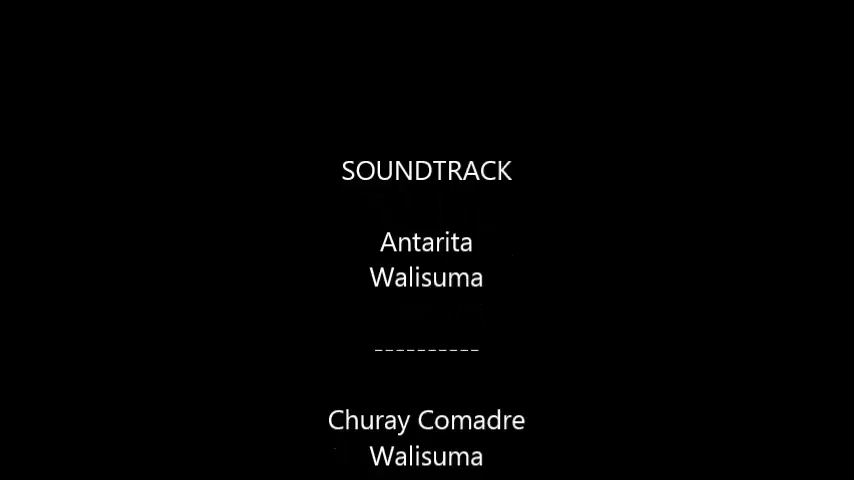 SOUNDTRACK
Antarita
Walisuma
----------
Churay Comadre
Walisuma